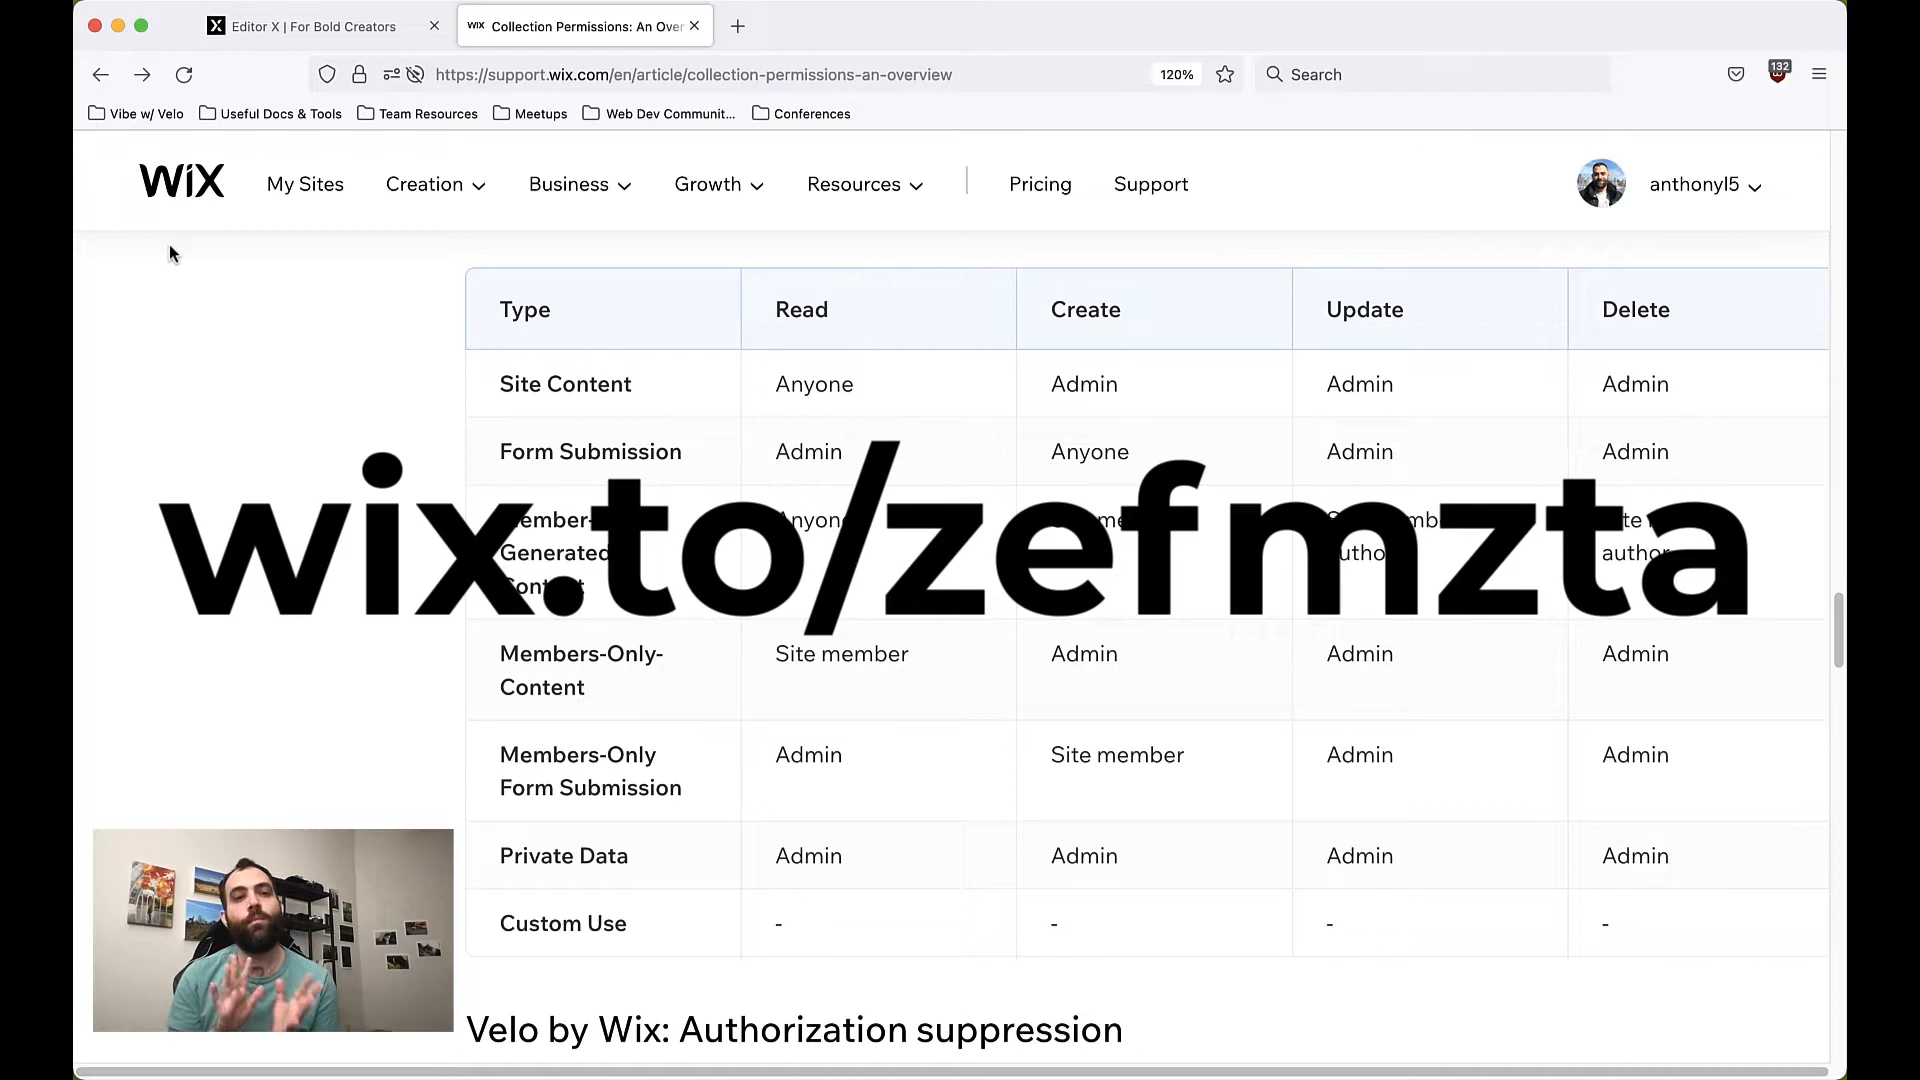 Editor X | For Bold Creators
WIX Collection Permissions: An Over
https://support.wix.com/en/article/collection-permissions-an-overview
120%
Search
132
Vibe w/ Velo
Useful Docs & Tools
Team Resources
Meetups
Web Dev Communit...
Conferences
WiX
My Sites
Creation
Business
Growth
Resources
Pricing
Support
anthonyl5
Type Read Create Update Delete
Site Content Anyone Admin Admin Admin
Form Submission Admin Anyone Admin Admin
wix.to/zefmzta
Generated
Members-Only-
Content
Site member Admin Admin Admin
Members-Only
Form Submission
Admin Site member Admin Admin
Private Data Admin Admin Admin Admin
Custom Use - - - -
Velo by Wix: Authorization suppression